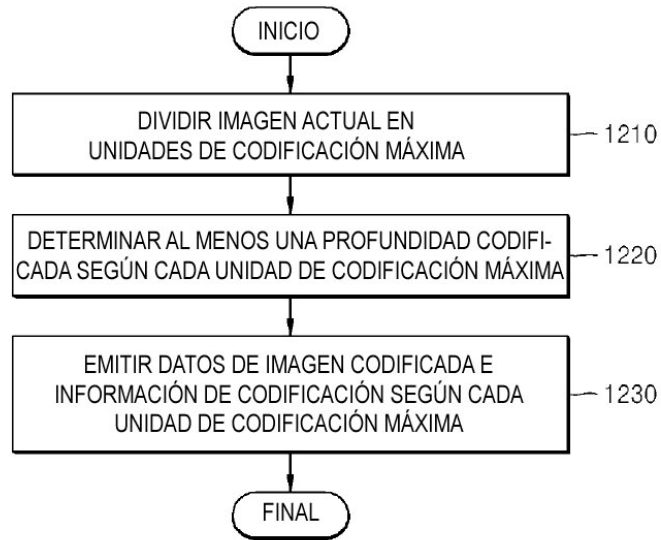 INICIO
DIVIDIR IMAGEN ACTUAL EN
UNIDADES DE CODIFICACIÓN MÁXIMA
1210
DETERMINAR AL MENOS UNA PROFUNDIDAD CODIFI-
CADA SEGÚN CADA UNIDAD DE CODIFICACIÓN MÁXIMA
1220
EMITIR DATOS DE IMAGEN CODIFICADA E
INFORMACIÓN DE CODIFICACIÓN SEGÚN CADA
UNIDAD DE CODIFICACIÓN MÁXIMA
1230
FINAL